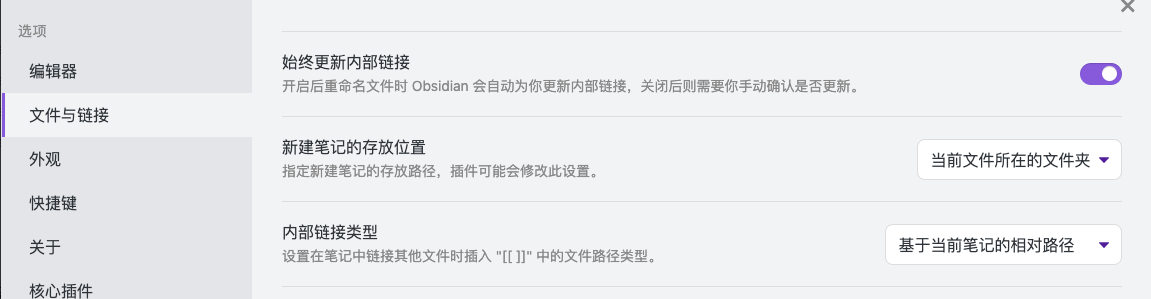 选项
编辑器
文件与链接
外观
快捷键
关于
核心插件
始终更新内部链接
开启后重命名文件时 Obsidian 会自动为你更新内部链接，关闭后则需要你手动确认是否更新。
新建笔记的存放位置
指定新建笔记的存放路径，插件可能会修改此设置。
当前文件所在的文件夹
内部链接类型
设置在笔记中链接其他文件时插入 "[[ ]]" 中的文件路径类型。
基于当前笔记的相对路径